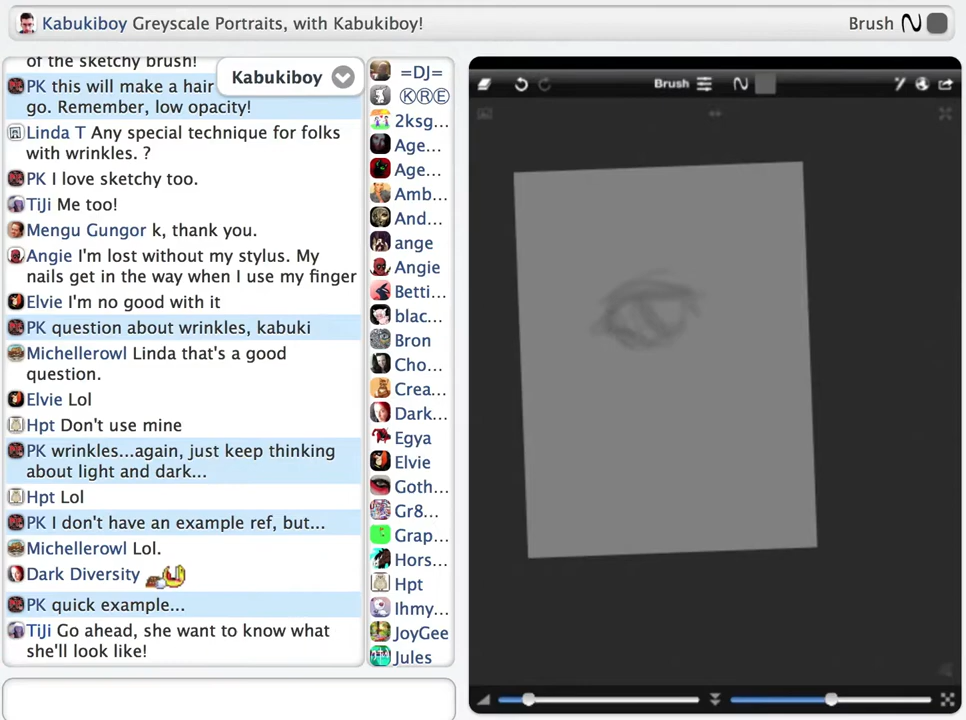 Kabukiboy Greyscale Portraits, with Kabukiboy!
Brush
of the sketchy brush!
Kabukiboy
PK this will make a hair
go. Remember, low opacity!
Linda T Any special technique for folks
with wrinkles. ?
PK I love sketchy too.
TiJi Me too!
Mengu Gungor k, thank you.
Angie I'm lost without my stylus. My
nails get in the way when I use my finger
Elvie I'm no good with it
PK question about wrinkles, kabuki
Michellerowl Linda that's a good
question.
Elvie Lol
Hpt Don't use mine
PK wrinkles...again, just keep thinking
about light and dark...
Hpt Lol
PK I don't have an example ref, but...
Michellerowl Lol.
Dark Diversity
PK quick example...
TiJi Go ahead, she want to know what
she'll look like!
=DJ=
ⓀⓇⒺ
2ksg...
Age...
Age...
Amb...
And...
ange
Angie
Betti...
blac...
Bron
Cho...
Crea...
Dark...
Egya
Elvie
Goth...
Gr8...
Grap...
Hors...
Hpt
Ihmy...
JoyGee
Jules
Brush